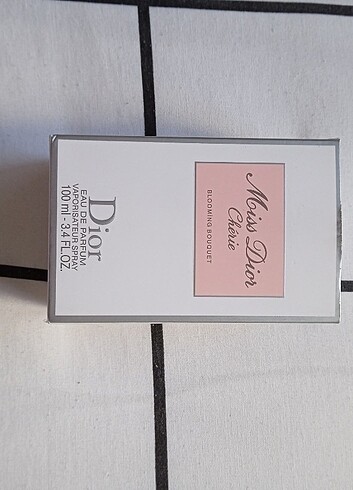 Miss Dior
Chérie
BLOOMING BOUQUET
Dior
EAU DE PARFUM
VAPORISATEUR SPRAY
100 ml - 3.4 FL.OZ.